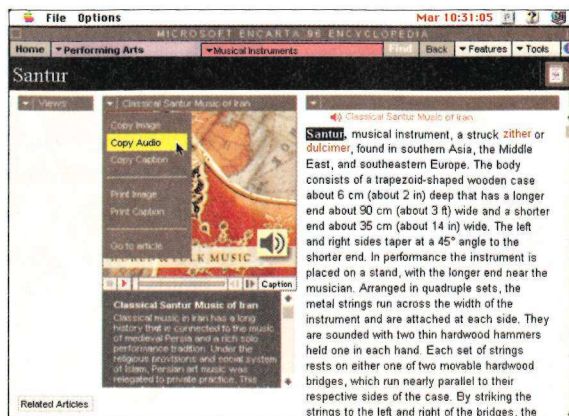 File Options Mar 10:31:05
MICROSOFT ENCARTA 96 ENCYCLOPEDIA
Home Performing Arts Musical Instruments Find Back Features Tools
Santur
Views
Classical Santur Music of Iran
Copy Image
Copy Audio
Copy Caption
Print Image
Print Caption
Go to article
WORLD & FOLK MUSIC
Caption
Classical Santur Music of Iran
Classical music in Iran has a long
history that is connected to the music
of medieval Persia and a rich solo
performance tradition. Under the
religious provisions and social system
of Islam, Persian art music was
relegated to private practice. This
Related Articles
Classical Santur Music of Iran
Santur, musical instrument, a struck zither or
dulcimer, found in southern Asia, the Middle
East, and southeastern Europe. The body
consists of a trapezoid-shaped wooden case
about 6 cm (about 2 in) deep that has a longer
end about 90 cm (about 3 ft) wide and a shorter
end about 35 cm (about 14 in) wide. The left
and right sides taper at a 45° angle to the
shorter end. In performance the instrument is
placed on a stand, with the longer end near the
musician. Arranged in quadruple sets, the
metal strings run across the width of the
instrument and are attached at each side. They
are sounded with two thin hardwood hammers
held one in each hand. Each set of strings
rests on either one of two movable hardwood
bridges, which run nearly parallel to their
respective sides of the case. By striking the
strings to the left and right of the bridges, the